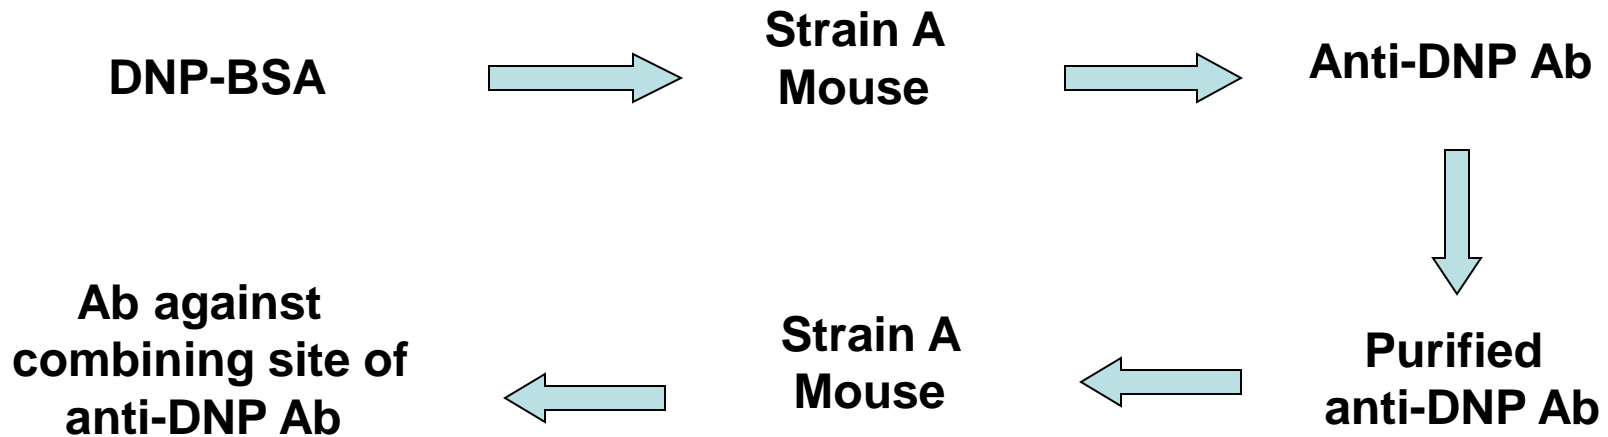 DNP-BSA
Strain A
Mouse
Anti-DNP Ab
Purified
anti-DNP Ab
Strain A
Mouse
Ab against
combining site of
anti-DNP Ab